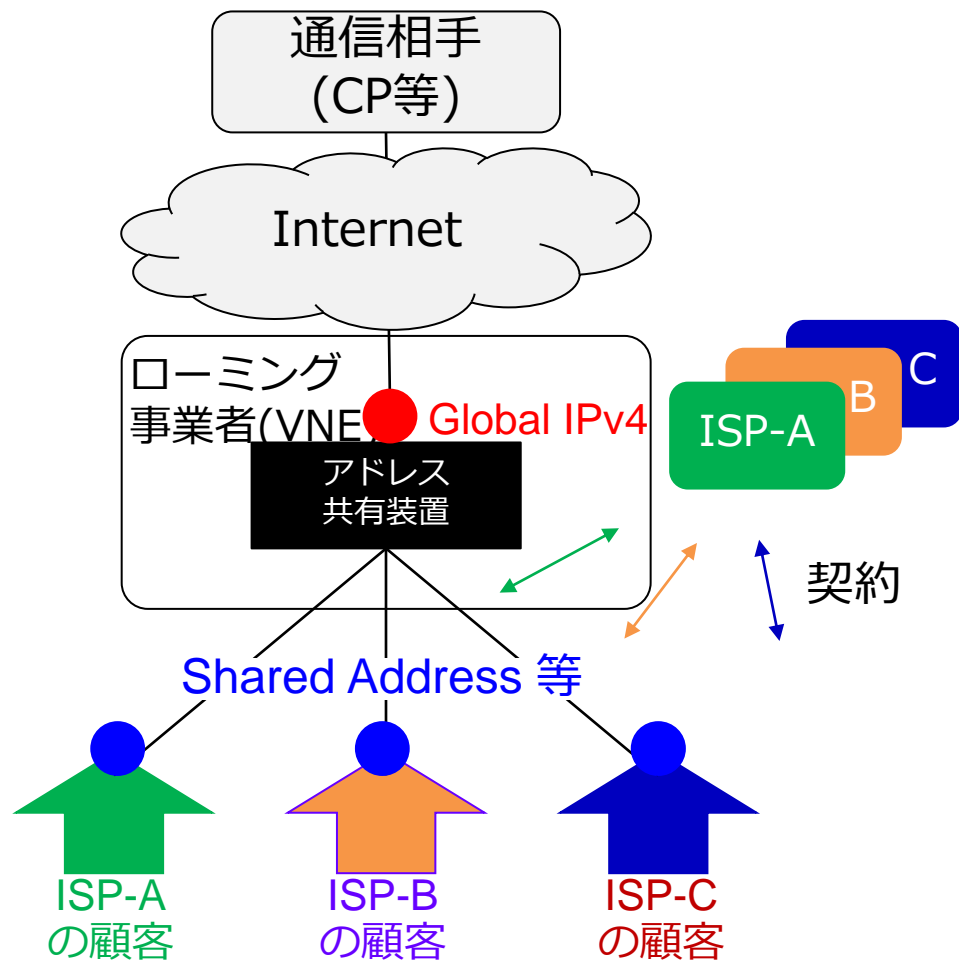 通信相手
(CP等)
Internet
ローミング
事業者(VNE)
Global IPv4
アドレス
共有装置
ISP-A
B
C
契約
Shared Address 等
ISP-A
の顧客
ISP-B
の顧客
ISP-C
の顧客